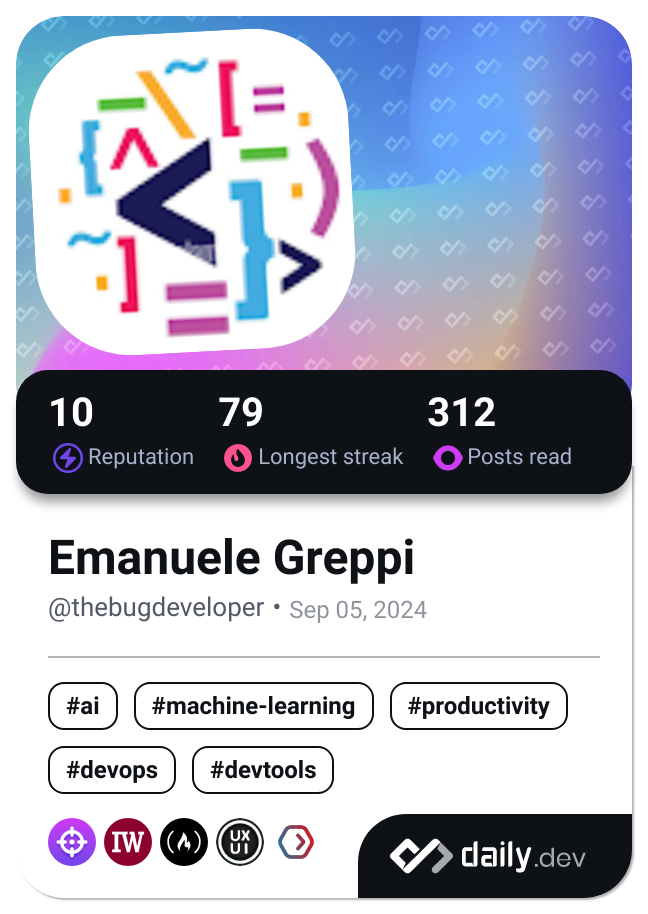 10 79 312
Reputation Longest streak Posts read
Emanuele Greppi
@thebugdeveloper • Sep 05, 2024
#ai #machine-learning #productivity
#devops #devtools
IW UX UI
daily.dev